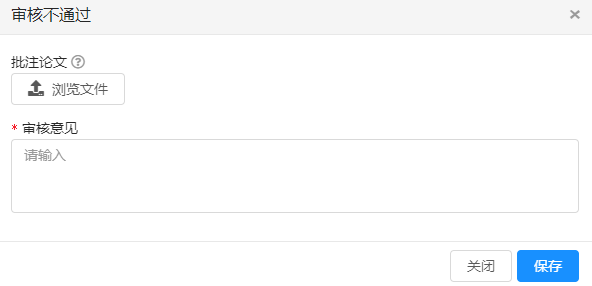 审核不通过
批注论文
浏览文件
* 审核意见
请输入
关闭 保存